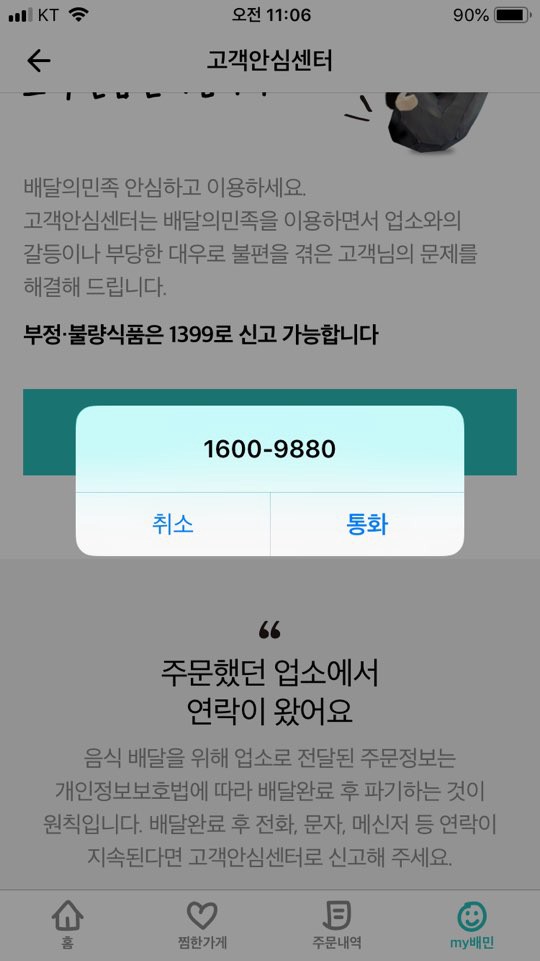 KT 오전 11:06 90%
고객안심센터
배달의민족 안심하고 이용하세요.
고객안심센터는 배달의민족을 이용하면서 업소와의
갈등이나 부당한 대우로 불편을 겪은 고객님의 문제를
해결해 드립니다.
부정·불량식품은 1399로 신고 가능합니다
1600-9880
취소 통화
“
주문했던 업소에서
연락이 왔어요
음식 배달을 위해 업소로 전달된 주문정보는
개인정보보호법에 따라 배달완료 후 파기하는 것이
원칙입니다. 배달완료 후 전화, 문자, 메신저 등 연락이
지속된다면 고객안심센터로 신고해 주세요.
홈 찜한가게 주문내역 my배민